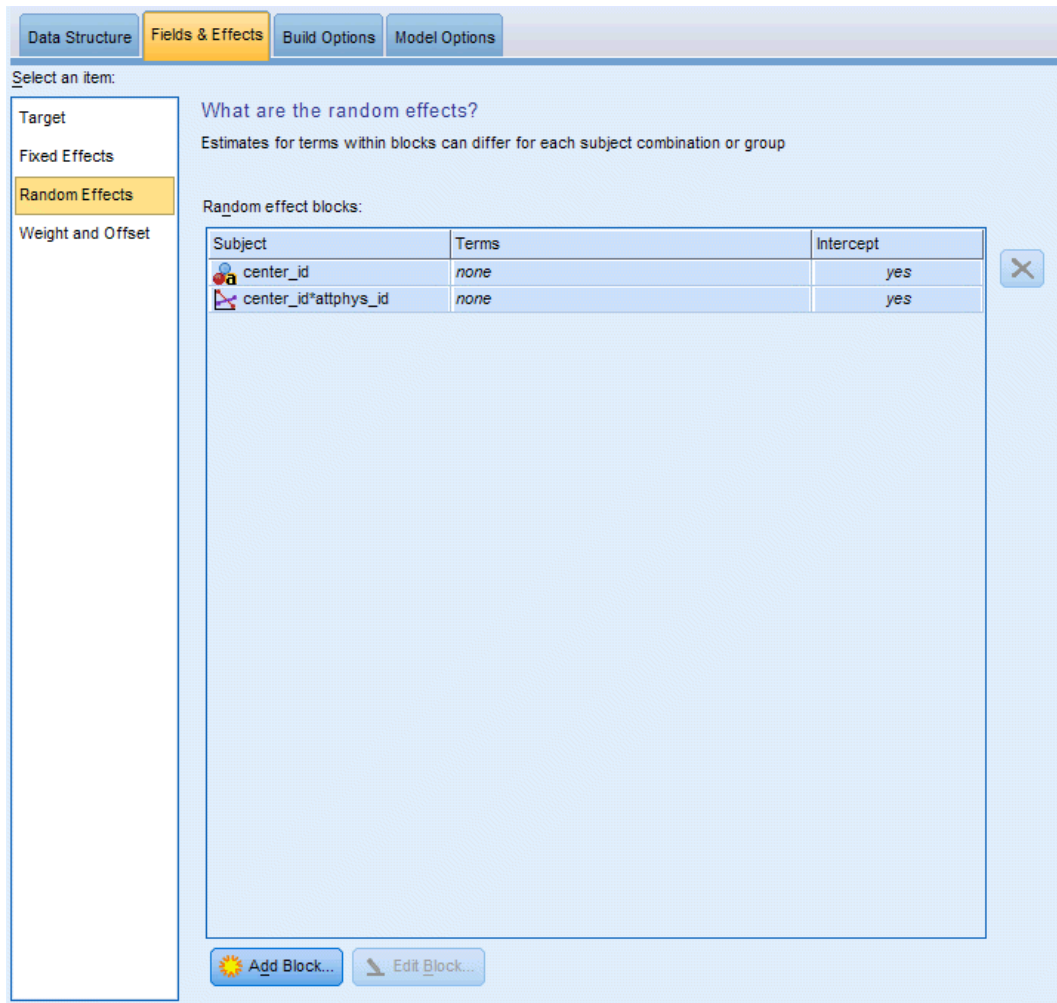 Data Structure Fields & Effects Build Options Model Options
Select an item:
Target
Fixed Effects
Random Effects
Weight and Offset
What are the random effects?
Estimates for terms within blocks can differ for each subject combination or group
Random effect blocks:
Subject Terms Intercept
a center_id none yes
center_id*attphys_id none yes
Add Block... Edit Block...